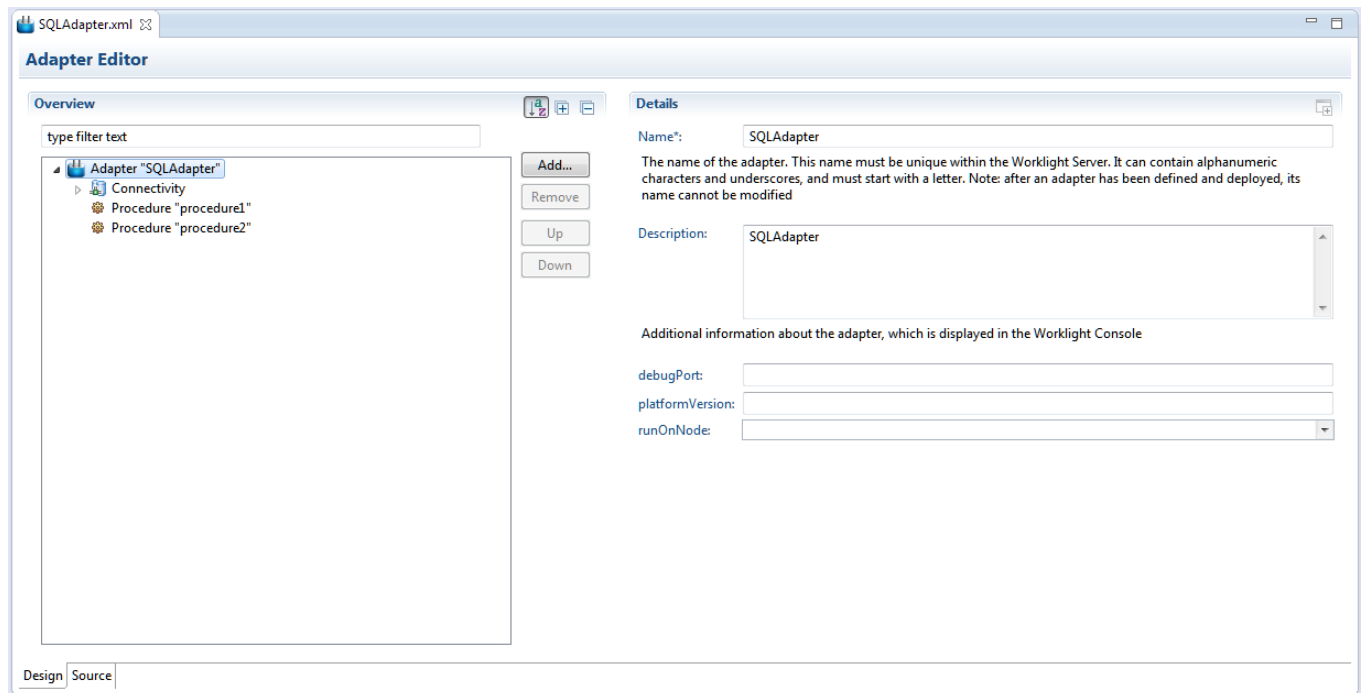 SQLAdapter.xml
Adapter Editor
Overview
type filter text
Adapter "SQLAdapter"
Connectivity
Procedure "procedure1"
Procedure "procedure2"
Add...
Remove
Up
Down
Details
Name*: SQLAdapter
The name of the adapter. This name must be unique within the Worklight Server. It can contain alphanumeric
characters and underscores, and must start with a letter. Note: after an adapter has been defined and deployed, its
name cannot be modified
Description: SQLAdapter
Additional information about the adapter, which is displayed in the Worklight Console
debugPort:
platformVersion:
runOnNode:
Design Source